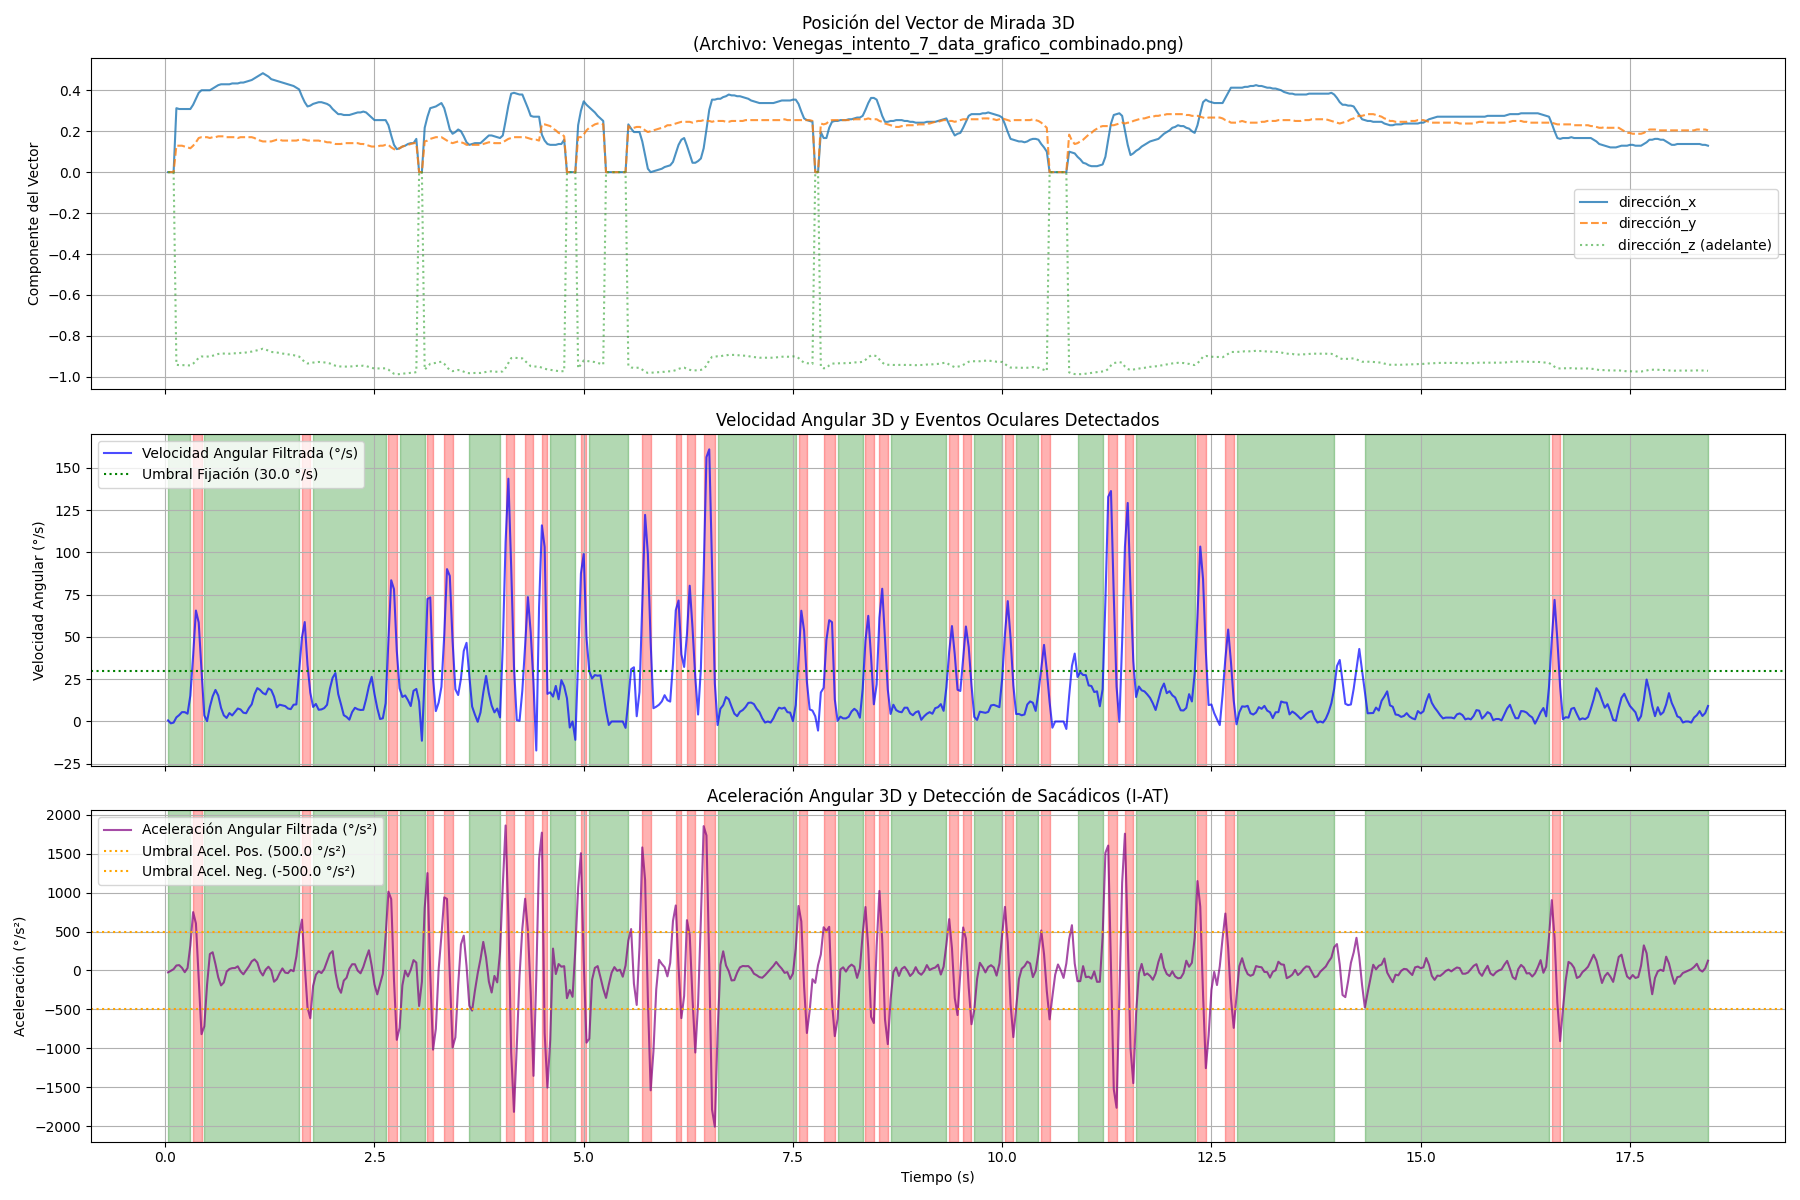 Posición del Vector de Mirada 3D
(Archivo: Venegas_intento_7_data_grafico_combinado.png)
Componente del Vector
0.4
0.2
0.0
−0.2
−0.4
−0.6
−0.8
−1.0
dirección_x
dirección_y
dirección_z (adelante)
Velocidad Angular 3D y Eventos Oculares Detectados
Velocidad Angular (°/s)
150
125
100
75
50
25
0
−25
Velocidad Angular Filtrada (°/s)
Umbral Fijación (30.0 °/s)
Aceleración Angular 3D y Detección de Sacádicos (I-AT)
Aceleración (°/s²)
2000
1500
1000
500
0
−500
−1000
−1500
−2000
Aceleración Angular Filtrada (°/s²)
Umbral Acel. Pos. (500.0 °/s²)
Umbral Acel. Neg. (-500.0 °/s²)
0.0 2.5 5.0 7.5 10.0 12.5 15.0 17.5
Tiempo (s)